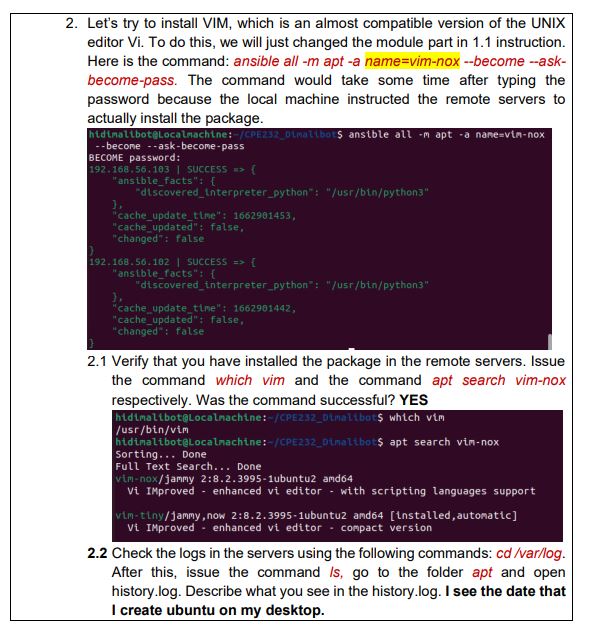 2. Let's try to install VIM, which is an almost compatible version of the UNIX
editor Vi. To do this, we will just changed the module part in 1.1 instruction.
Here is the command: ansible all -m apt -a name=vim-nox --become --ask-
become-pass. The command would take some time after typing the
password because the local machine instructed the remote servers to
actually install the package.
hidimalibot@Localmachine:~/CPE232_Dimalibot$ ansible all -m apt -a name=vim-nox
--become --ask-become-pass
BECOME password:
192.168.56.103 | SUCCESS => {
"ansible_facts": {
"discovered_interpreter_python": "/usr/bin/python3"
},
"cache_update_time": 1662901453,
"cache_updated": false,
"changed": false
}
192.168.56.102 | SUCCESS => {
"ansible_facts": {
"discovered_interpreter_python": "/usr/bin/python3"
},
"cache_update_time": 1662901442,
"cache_updated": false,
"changed": false
}
2.1 Verify that you have installed the package in the remote servers. Issue
the command which vim and the command apt search vim-nox
respectively. Was the command successful? YES
hidimalibot@Localmachine:~/CPE232_Dimalibot$ which vim
/usr/bin/vim
hidimalibot@Localmachine:~/CPE232_Dimalibot$ apt search vim-nox
Sorting... Done
Full Text Search... Done
vim-nox/jammy 2:8.2.3995-1ubuntu2 amd64
Vi IMproved - enhanced vi editor - with scripting languages support
vim-tiny/jammy,now 2:8.2.3995-1ubuntu2 amd64 [installed,automatic]
Vi IMproved - enhanced vi editor - compact version
2.2 Check the logs in the servers using the following commands: cd /var/log.
After this, issue the command ls, go to the folder apt and open
history.log. Describe what you see in the history.log. I see the date that
I create ubuntu on my desktop.